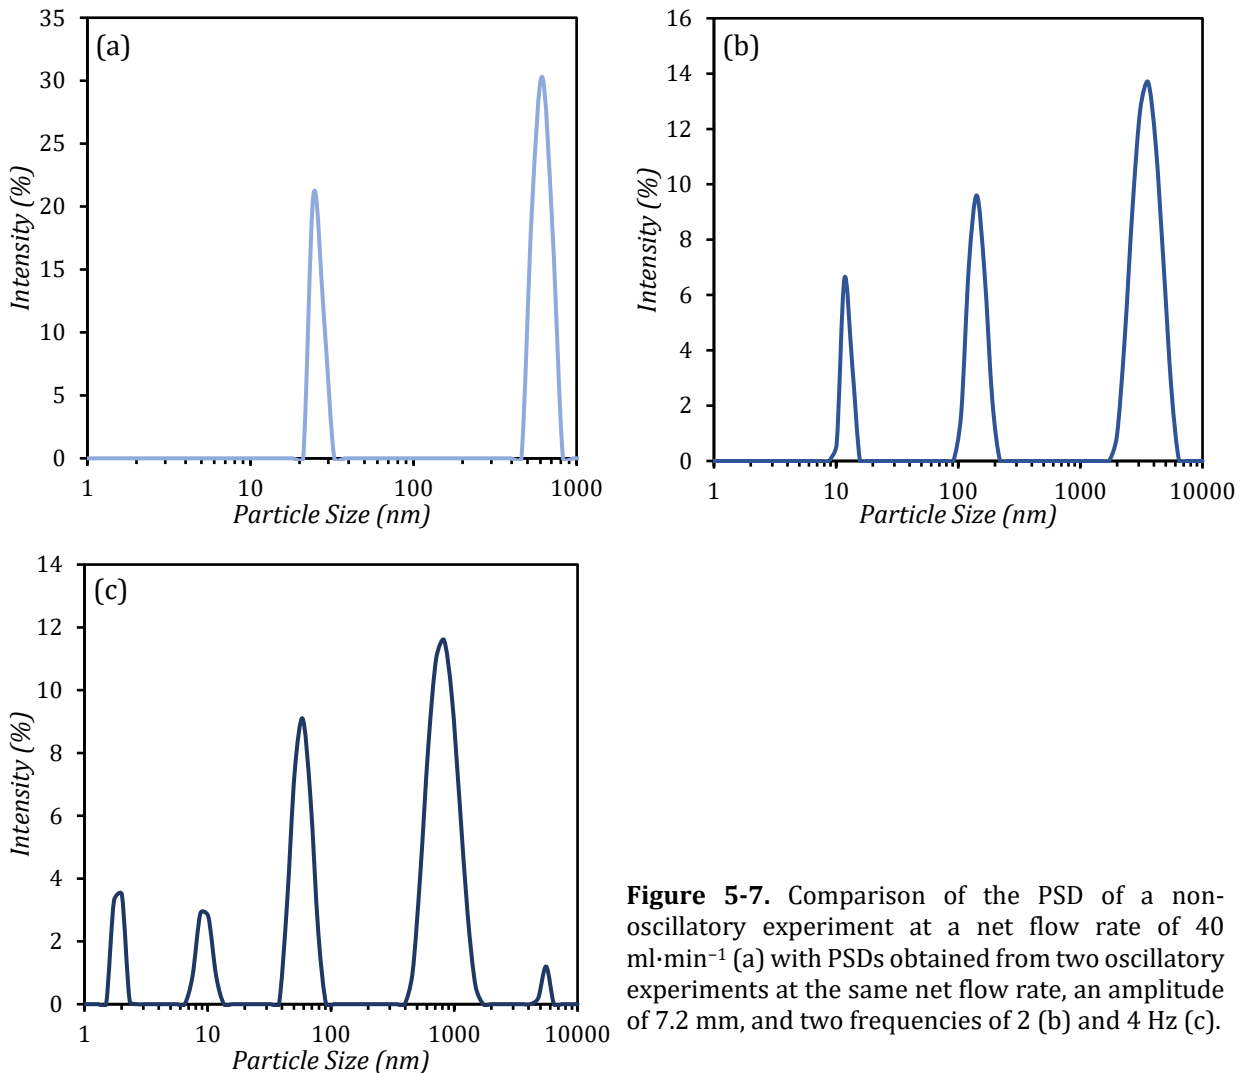 (a)
35
30
25
20
15
10
5
0
Intensity (%)
1 10 100 1000
Particle Size (nm)
(b)
16
14
12
10
8
6
4
2
0
Intensity (%)
1 10 100 1000 10000
Particle Size (nm)
(c)
14
12
10
8
6
4
2
0
Intensity (%)
1 10 100 1000 10000
Particle Size (nm)
Figure 5-7. Comparison of the PSD of a non-
oscillatory experiment at a net flow rate of 40
ml·min⁻¹ (a) with PSDs obtained from two oscillatory
experiments at the same net flow rate, an amplitude
of 7.2 mm, and two frequencies of 2 (b) and 4 Hz (c).